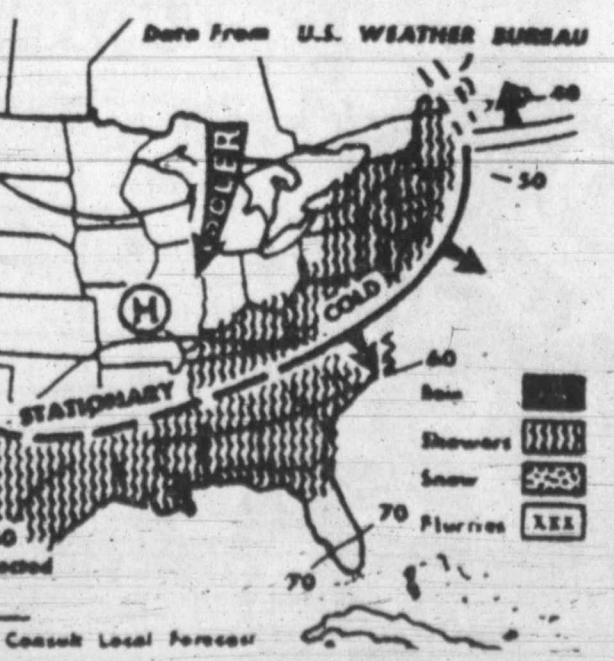 Data From U.S. WEATHER BUREAU
40
50
COOLER
COLD
H
60
STATIONARY
Rain
Showers
Snow
70
Flurries
70
Consult Local Forecast